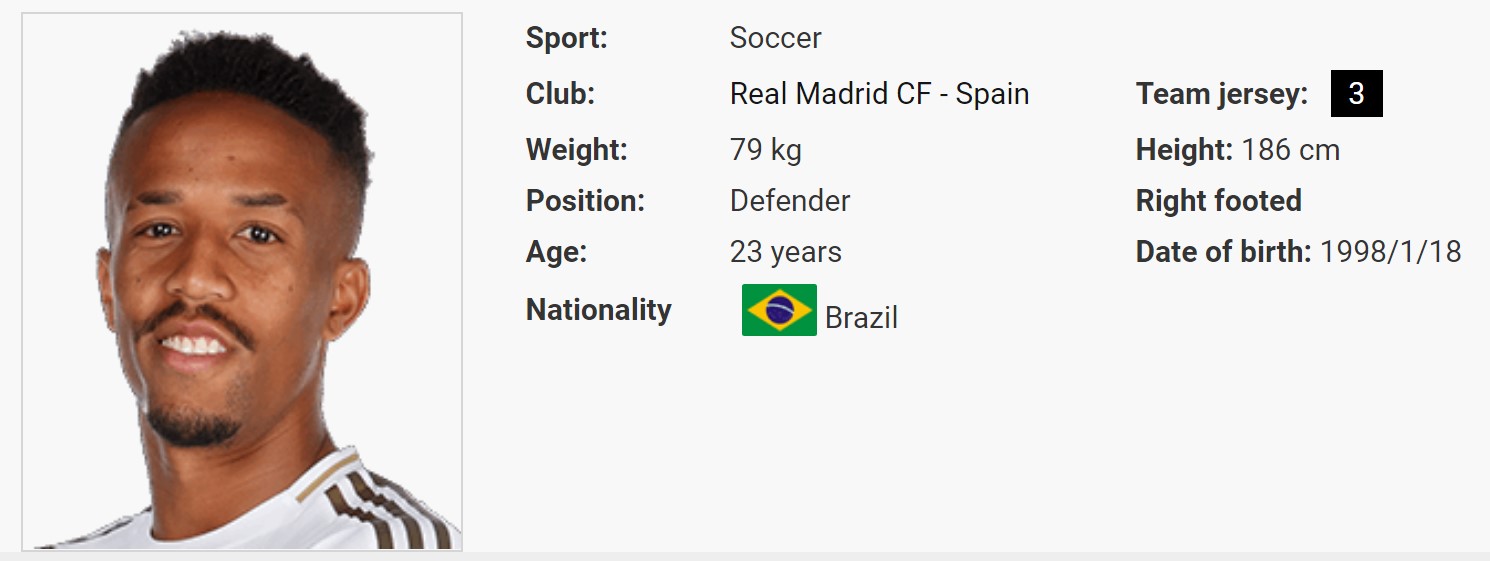 Sport: Soccer
Club: Real Madrid CF - Spain Team jersey: 3
Weight: 79 kg Height: 186 cm
Position: Defender Right footed
Age: 23 years Date of birth: 1998/1/18
Nationality Brazil